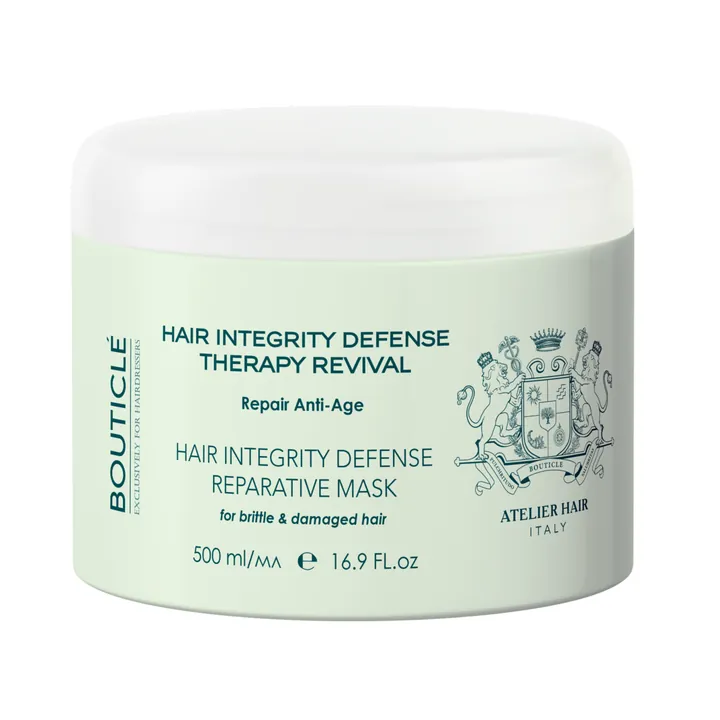 BOUTICLÉ
EXCLUSIVELY FOR HAIRDRESSERS
HAIR INTEGRITY DEFENSE
THERAPY REVIVAL
Repair Anti-Age
HAIR INTEGRITY DEFENSE
REPARATIVE MASK
for brittle & damaged hair
500 ml/мл e 16.9 FL.oz
BOUTICLE
ATELIER HAIR
ITALY